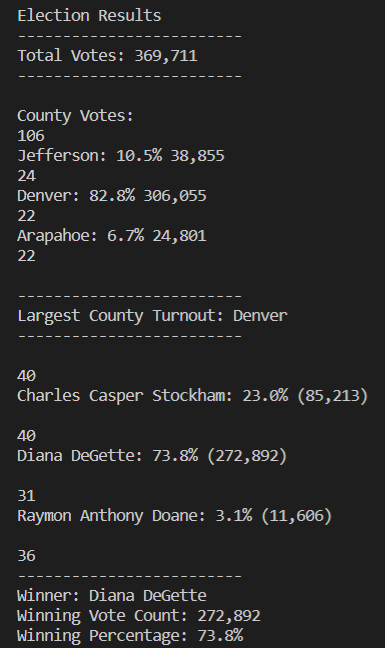 Election Results
-------------------------
Total Votes: 369,711
-------------------------
County Votes:
106
Jefferson: 10.5% 38,855
24
Denver: 82.8% 306,055
22
Arapahoe: 6.7% 24,801
22
-------------------------
Largest County Turnout: Denver
-------------------------
40
Charles Casper Stockham: 23.0% (85,213)
40
Diana DeGette: 73.8% (272,892)
31
Raymon Anthony Doane: 3.1% (11,606)
36
-------------------------
Winner: Diana DeGette
Winning Vote Count: 272,892
Winning Percentage: 73.8%